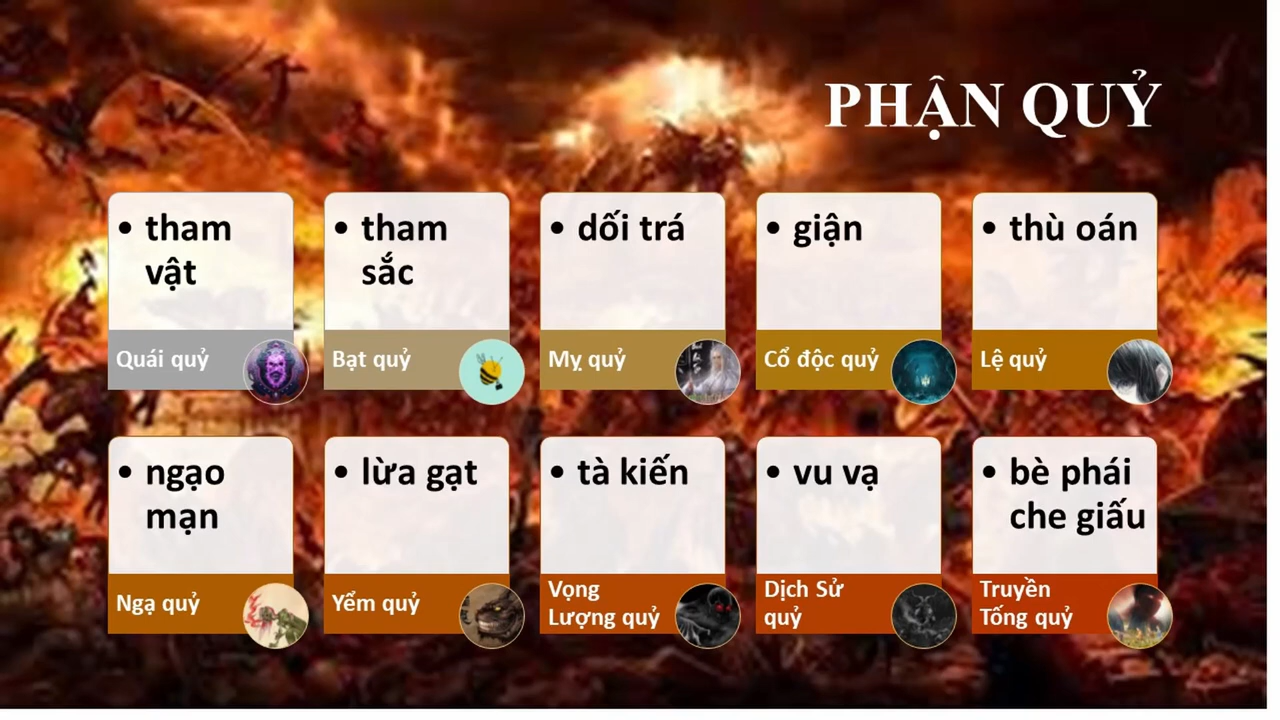 PHẬN QUỶ
• tham
vật
Quái quỷ
• tham
sắc
Bạt quỷ
• dối trá
Mỵ quỷ
• giận
Cổ độc quỷ
• thù oán
Lệ quỷ
• ngạo
mạn
Ngạ quỷ
• lừa gạt
Yểm quỷ
• tà kiến
Vọng
Lượng quỷ
• vu vạ
Dịch Sử
quỷ
• bè phái
che giấu
Truyền
Tống quỷ